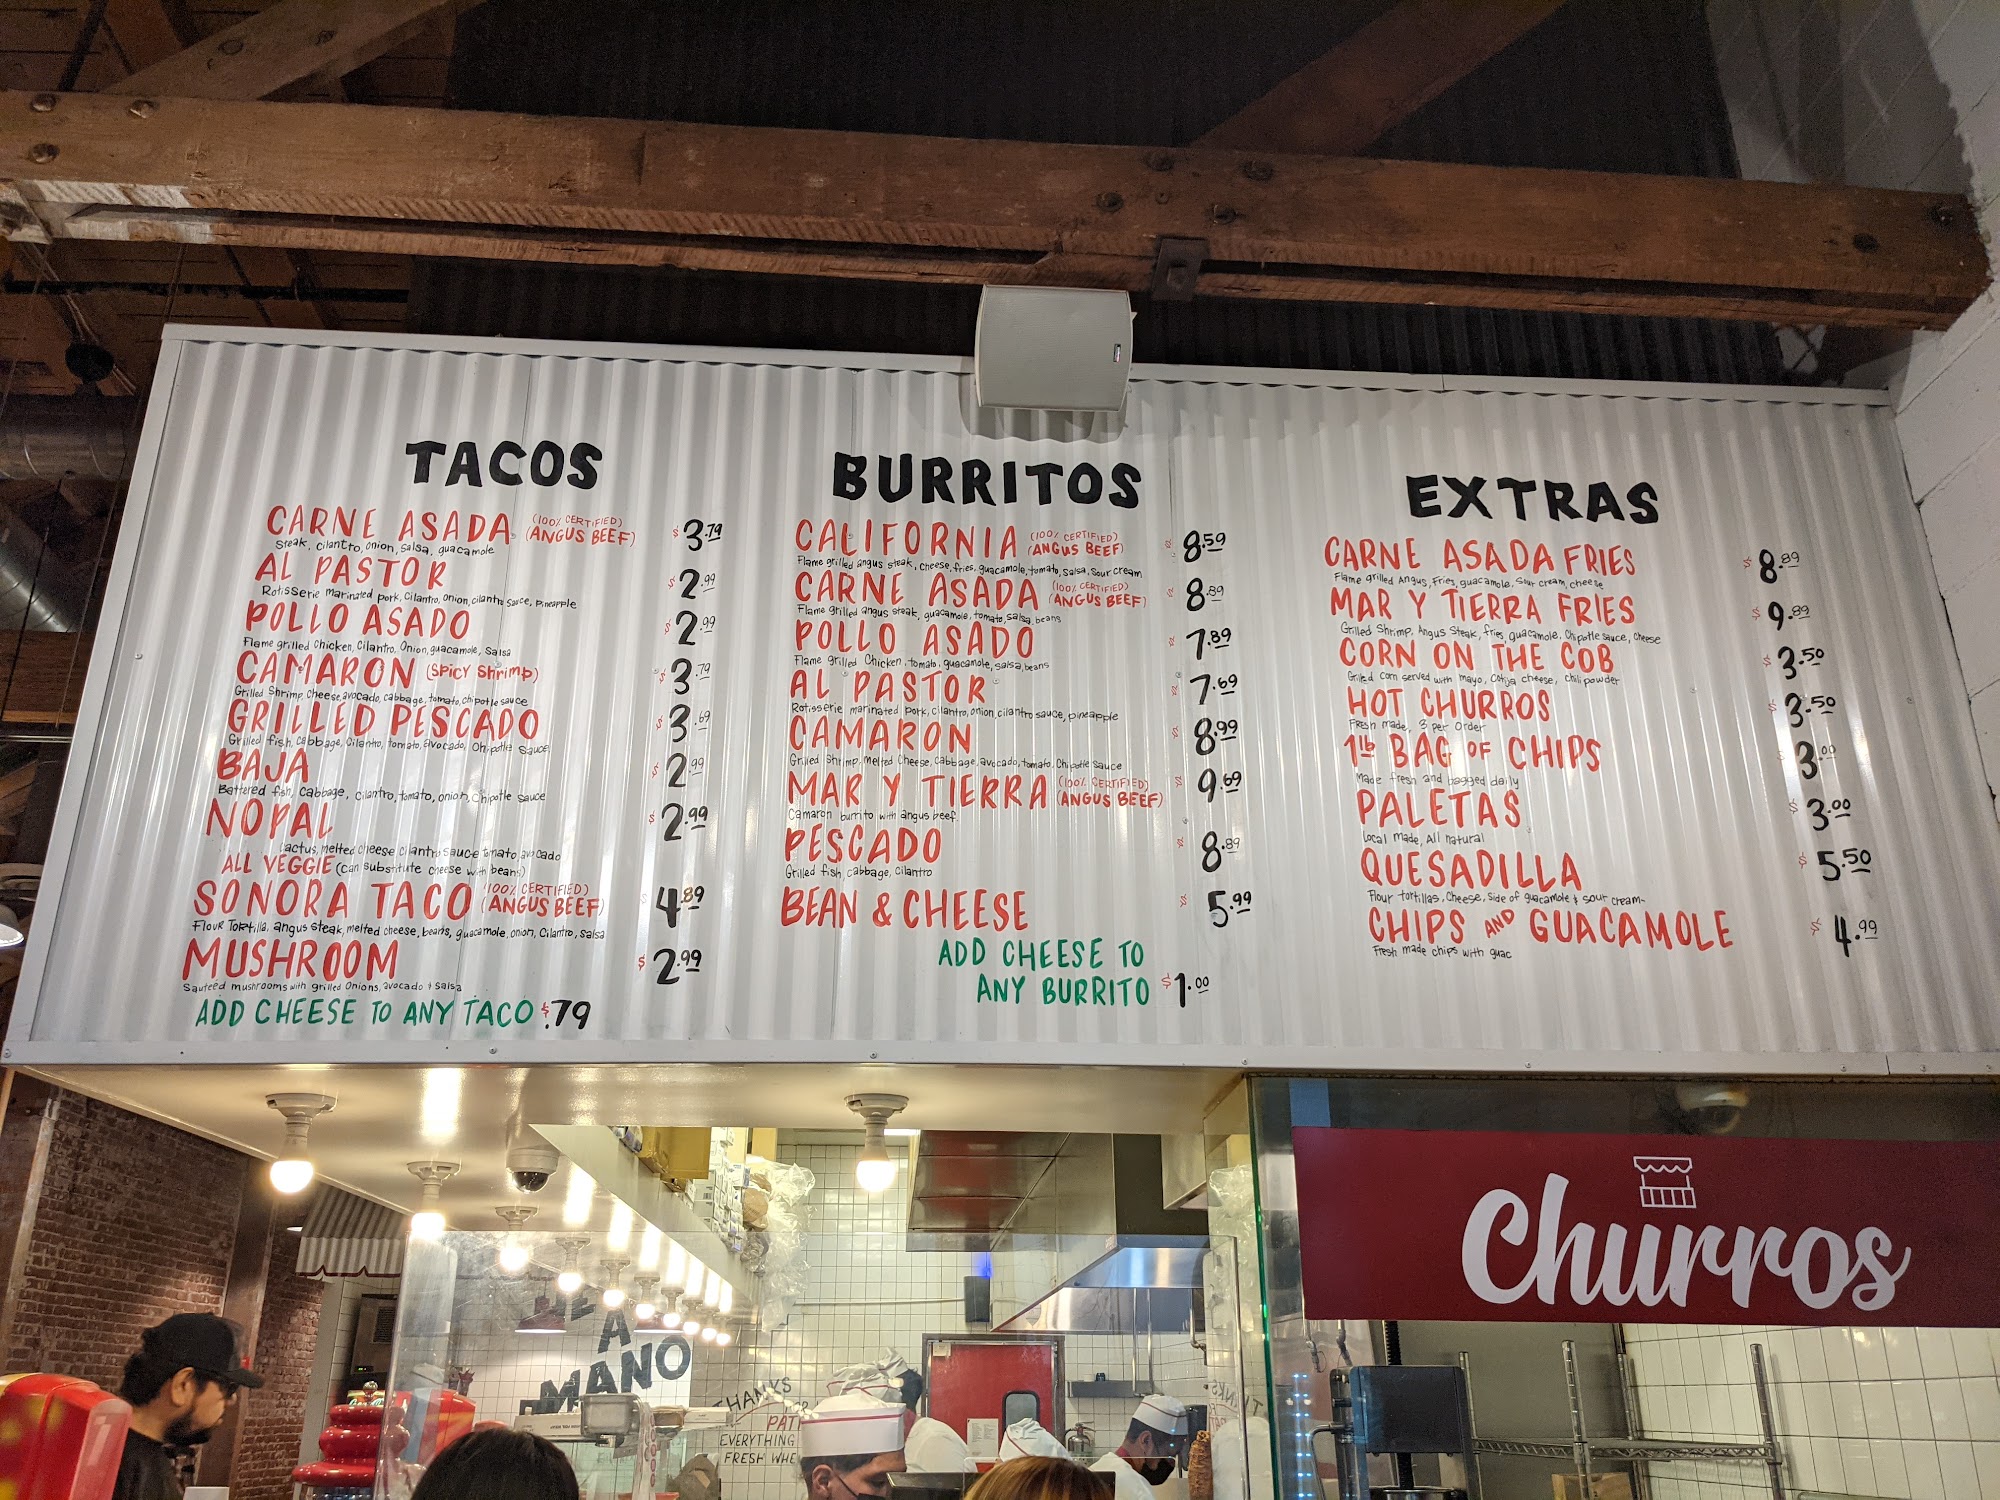 TACOS
CARNE ASADA (100% CERTIFIED) (ANGUS BEEF) $3.79
Steak, cilantro, onion, salsa, guacamole
AL PASTOR $2.99
Rotisserie marinated pork, cilantro, onion, cilantro sauce, pineapple
POLLO ASADO $2.99
Flame grilled chicken, cilantro, onion, guacamole, salsa
CAMARON (SPICY Shrimp) $3.79
Grilled Shrimp, cheese, avocado, cabbage, tomato, chipotle sauce
GRILLED PESCADO $3.69
Grilled fish, cabbage, cilantro, tomato, avocado, Chipotle Sauce
BAJA $2.99
Battered fish, Cabbage, cilantro, tomato, onion, Chipotle Sauce
NOPAL $2.99
Cactus, melted cheese cilantro sauce tomato avocado
ALL VEGGIE (can substitute cheese with beans)
SONORA TACO (100% CERTIFIED) (ANGUS BEEF) $4.89
Flour Tortilla, angus steak, melted cheese, beans, guacamole, onion, cilantro, salsa
MUSHROOM $2.99
Sauteed mushrooms with grilled Onions, avocado & Salsa
ADD CHEESE TO ANY TACO $.79
BURRITOS
CALIFORNIA (100% CERTIFIED) (ANGUS BEEF) $8.59
Flame grilled angus steak, cheese, fries, guacamole, tomato, salsa, sour cream
CARNE ASADA (100% CERTIFIED) (ANGUS BEEF) $8.89
Flame grilled angus steak, guacamole, tomato, salsa, beans
POLLO ASADO $7.89
Flame grilled Chicken, tomato, guacamole, salsa, beans
AL PASTOR $7.69
Rotisserie marinated pork, cilantro, onion, cilantro sauce, pineapple
CAMARON $8.99
Grilled Shrimp, melted cheese, cabbage, avocado, tomato, Chipotle sauce
MAR Y TIERRA (100% CERTIFIED) (ANGUS BEEF) $9.69
Camaron burrito with angus beef
PESCADO $8.89
Grilled fish, cabbage, cilantro
BEAN & CHEESE $5.99
ADD CHEESE TO
ANY BURRITO $1.00
EXTRAS
CARNE ASADA FRIES $8.89
Flame grilled Angus, Fries, guacamole, Sour cream, cheese
MAR Y TIERRA FRIES $9.89
Grilled Shrimp, Angus Steak, fries, guacamole, Chipotle sauce, cheese
CORN ON THE COB $3.50
Grilled corn served with mayo, Cotija cheese, chili powder
HOT CHURROS $3.50
Fresh made, 3 per Order
1lb BAG OF CHIPS $3.00
Made fresh and bagged daily
PALETAS $3.00
Local made, All natural
QUESADILLA $5.50
Flour tortillas, Cheese, side of guacamole & sour cream
CHIPS AND GUACAMOLE $4.99
Fresh made chips with guac
Churros
A
MANO
THANKS
EVERYTHING
FRESH